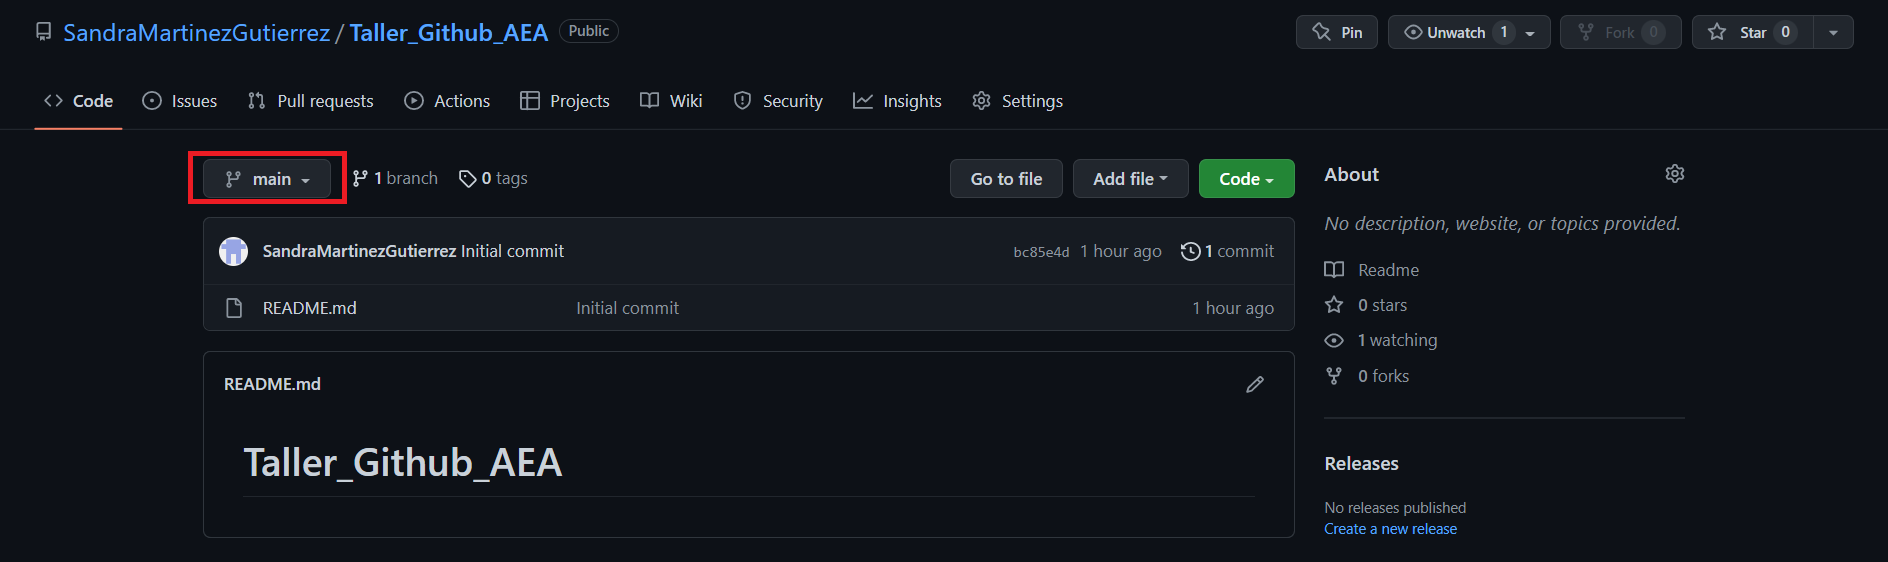 SandraMartinezGutierrez / Taller_Github_AEA Public Pin Unwatch 1 Fork 0 Star 0
Code Issues Pull requests Actions Projects Wiki Security Insights Settings
main 1 branch 0 tags Go to file Add file Code
SandraMartinezGutierrez Initial commit bc85e4d 1 hour ago 1 commit
README.md Initial commit 1 hour ago
README.md
Taller_Github_AEA
About
No description, website, or topics provided.
Readme
0 stars
1 watching
0 forks
Releases
No releases published
Create a new release